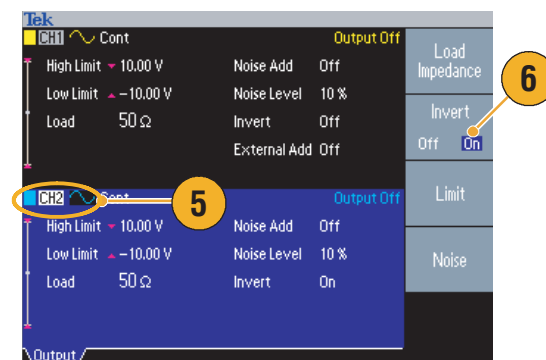 Tek
CH1 Cont Output Off
High Limit 10.00 V Noise Add Off
Low Limit -10.00 V Noise Level 10 %
Load 50 Ω Invert Off
External Add Off
CH2 Cont Output Off
High Limit 10.00 V Noise Add Off
Low Limit -10.00 V Noise Level 10 %
Load 50 Ω Invert On
Output
Load
Impedance
Invert
Off On
Limit
Noise
5
6